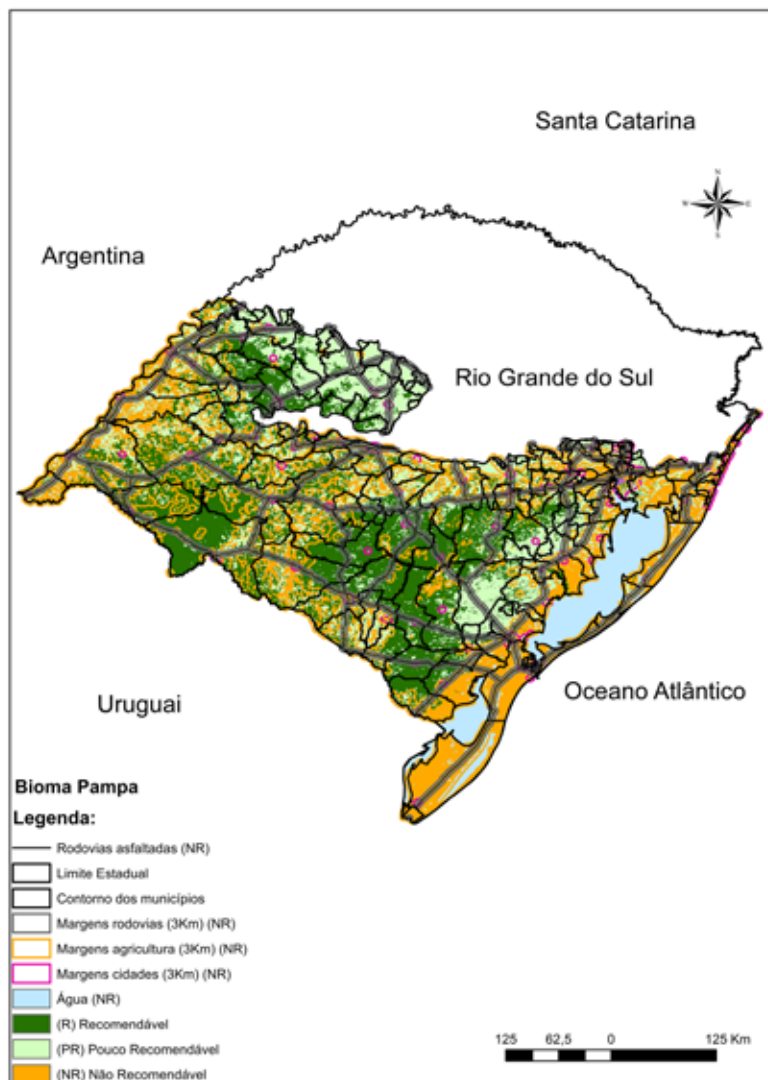 Santa Catarina
N
W
E
S
Argentina
Rio Grande do Sul
Uruguai
Oceano Atlântico
Bioma Pampa
Legenda:
Rodovias asfaltadas (NR)
Limite Estadual
Contorno dos municípios
Margens rodovias (3Km) (NR)
Margens agricultura (3Km) (NR)
Margens cidades (3Km) (NR)
Água (NR)
(R) Recomendável
(PR) Pouco Recomendável
(NR) Não Recomendável
125 62,5 0 125 Km